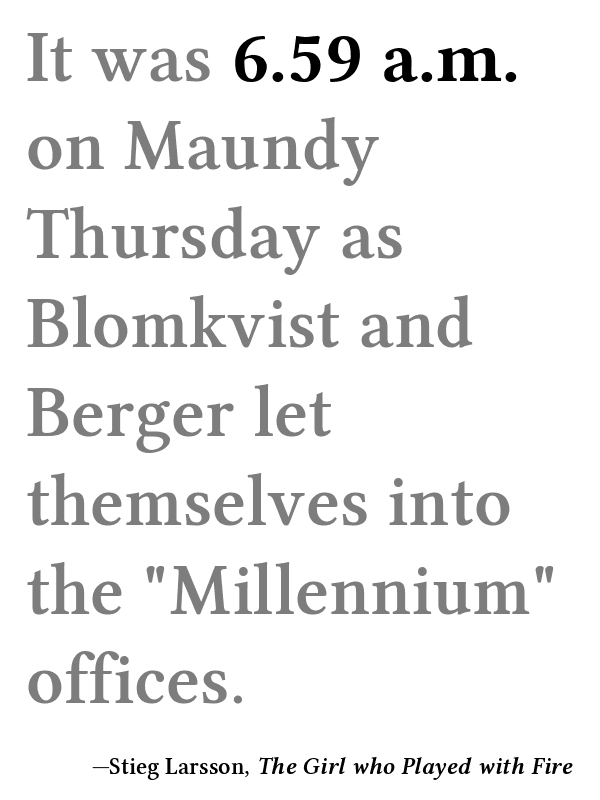 It was 6.59 a.m.
on Maundy
Thursday as
Blomkvist and
Berger let
themselves into
the "Millennium"
offices.
—Stieg Larsson, The Girl who Played with Fire